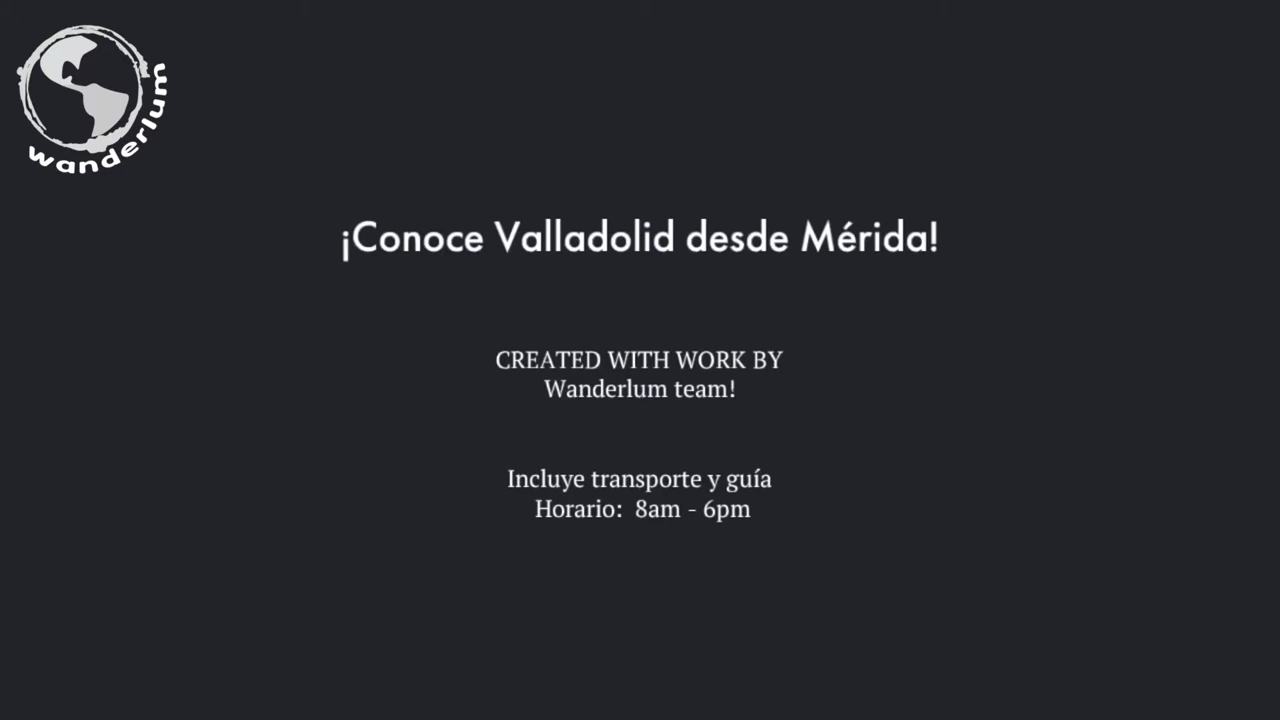 wanderlum
¡Conoce Valladolid desde Mérida!
CREATED WITH WORK BY
Wanderlum team!
Incluye transporte y guía
Horario: 8am - 6pm